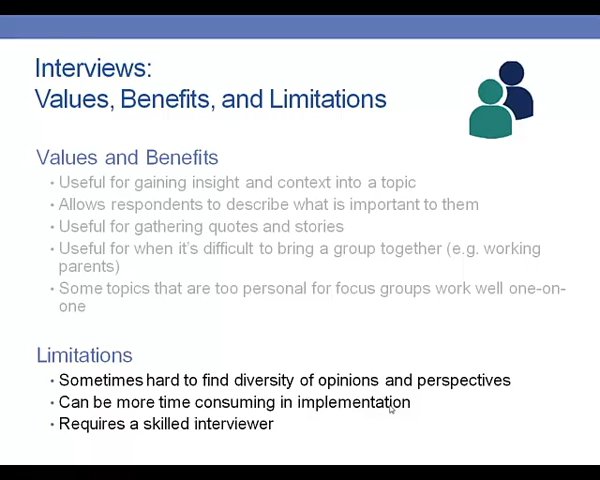 Interviews:
Values, Benefits, and Limitations
Values and Benefits
• Useful for gaining insight and context into a topic
• Allows respondents to describe what is important to them
• Useful for gathering quotes and stories
• Useful for when it's difficult to bring a group together (e.g. working
parents)
• Some topics that are too personal for focus groups work well one-on-
one
Limitations
• Sometimes hard to find diversity of opinions and perspectives
• Can be more time consuming in implementation
• Requires a skilled interviewer